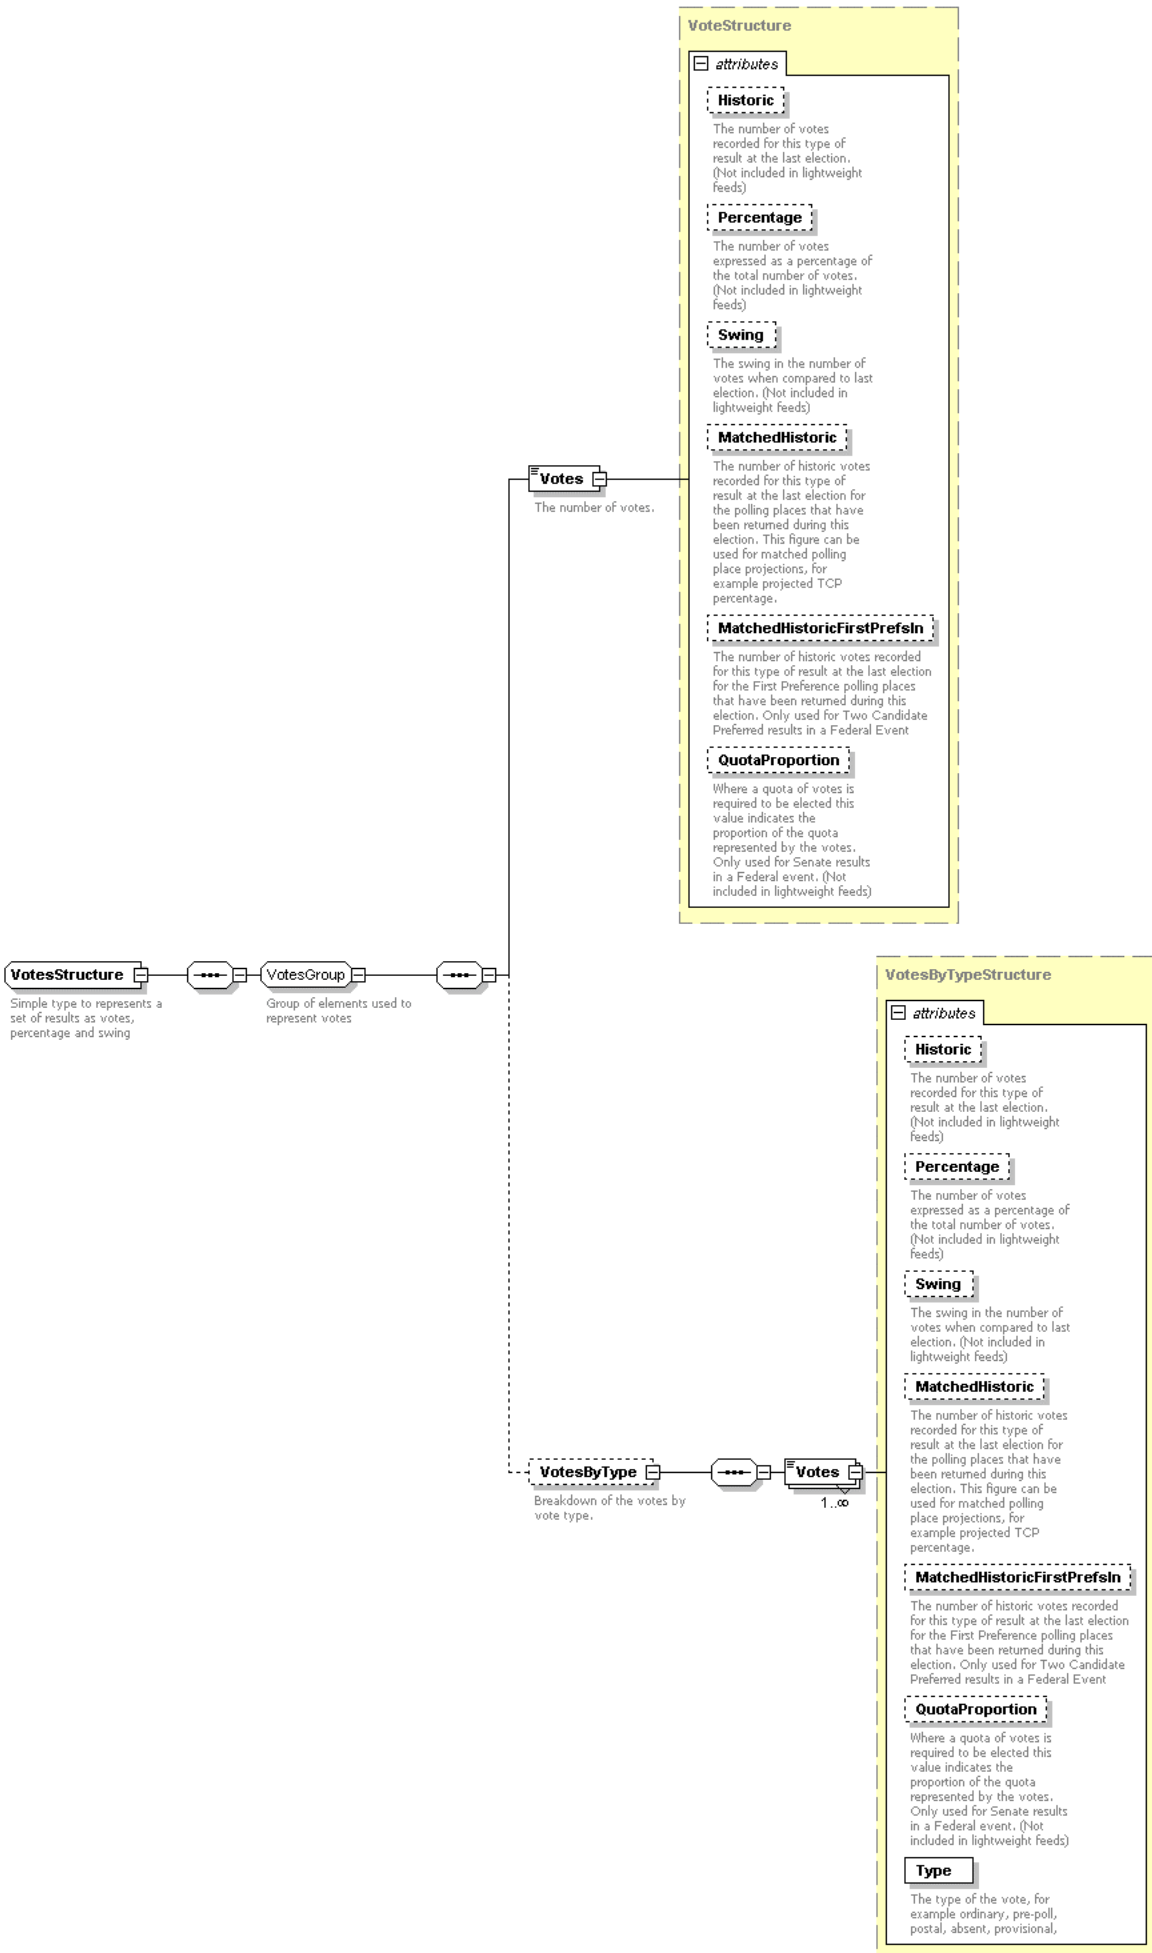 VoteStructure
attributes
Historic
The number of votes
recorded for this type of
result at the last election.
(Not included in lightweight
feeds)
Percentage
The number of votes
expressed as a percentage of
the total number of votes.
(Not included in lightweight
feeds)
Swing
The swing in the number of
votes when compared to last
election. (Not included in
lightweight feeds)
MatchedHistoric
The number of historic votes
recorded for this type of
result at the last election for
the polling places that have
been returned during this
election. This figure can be
used for matched polling
place projections, for
example projected TCP
percentage.
MatchedHistoricFirstPrefsIn
The number of historic votes recorded
for this type of result at the last election
for the First Preference polling places
that have been returned during this
election. Only used for Two Candidate
Preferred results in a Federal Event
QuotaProportion
Where a quota of votes is
required to be elected this
value indicates the
proportion of the quota
represented by the votes.
Only used for Senate results
in a Federal event. (Not
included in lightweight feeds)
Votes
The number of votes.
VotesStructure
Simple type to represents a
set of results as votes,
percentage and swing
VotesGroup
Group of elements used to
represent votes
VotesByType
Breakdown of the votes by
vote type.
Votes
1..∞
VotesByTypeStructure
attributes
Historic
The number of votes
recorded for this type of
result at the last election.
(Not included in lightweight
feeds)
Percentage
The number of votes
expressed as a percentage of
the total number of votes.
(Not included in lightweight
feeds)
Swing
The swing in the number of
votes when compared to last
election. (Not included in
lightweight feeds)
MatchedHistoric
The number of historic votes
recorded for this type of
result at the last election for
the polling places that have
been returned during this
election. This figure can be
used for matched polling
place projections, for
example projected TCP
percentage.
MatchedHistoricFirstPrefsIn
The number of historic votes recorded
for this type of result at the last election
for the First Preference polling places
that have been returned during this
election. Only used for Two Candidate
Preferred results in a Federal Event
QuotaProportion
Where a quota of votes is
required to be elected this
value indicates the
proportion of the quota
represented by the votes.
Only used for Senate results
in a Federal event. (Not
included in lightweight feeds)
Type
The type of the vote, for
example ordinary, pre-poll,
postal, absent, provisional,